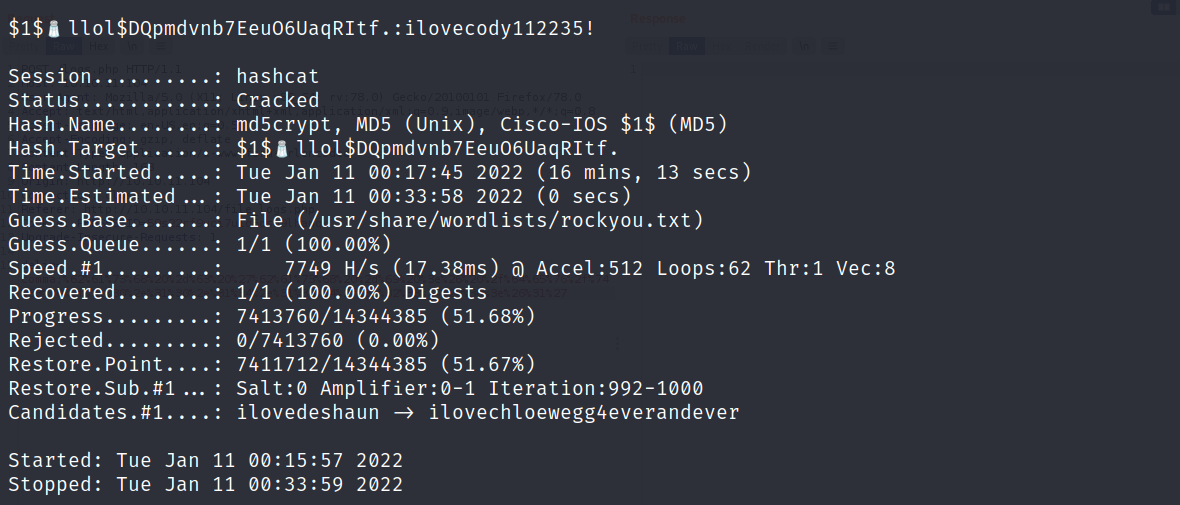 $1$🧂llol$DQpmdvnb7EeuO6UaqRItf.:ilovecody112235!
Session..........: hashcat
Status...........: Cracked
Hash.Name........: md5crypt, MD5 (Unix), Cisco-IOS $1$ (MD5)
Hash.Target......: $1$🧂llol$DQpmdvnb7EeuO6UaqRItf.
Time.Started.....: Tue Jan 11 00:17:45 2022 (16 mins, 13 secs)
Time.Estimated...: Tue Jan 11 00:33:58 2022 (0 secs)
Guess.Base.......: File (/usr/share/wordlists/rockyou.txt)
Guess.Queue......: 1/1 (100.00%)
Speed.#1.........:     7749 H/s (17.38ms) @ Accel:512 Loops:62 Thr:1 Vec:8
Recovered........: 1/1 (100.00%) Digests
Progress.........: 7413760/14344385 (51.68%)
Rejected.........: 0/7413760 (0.00%)
Restore.Point....: 7411712/14344385 (51.67%)
Restore.Sub.#1...: Salt:0 Amplifier:0-1 Iteration:992-1000
Candidates.#1....: ilovedeshaun -> ilovechloewegg4everandever
Started: Tue Jan 11 00:15:57 2022
Stopped: Tue Jan 11 00:33:59 2022